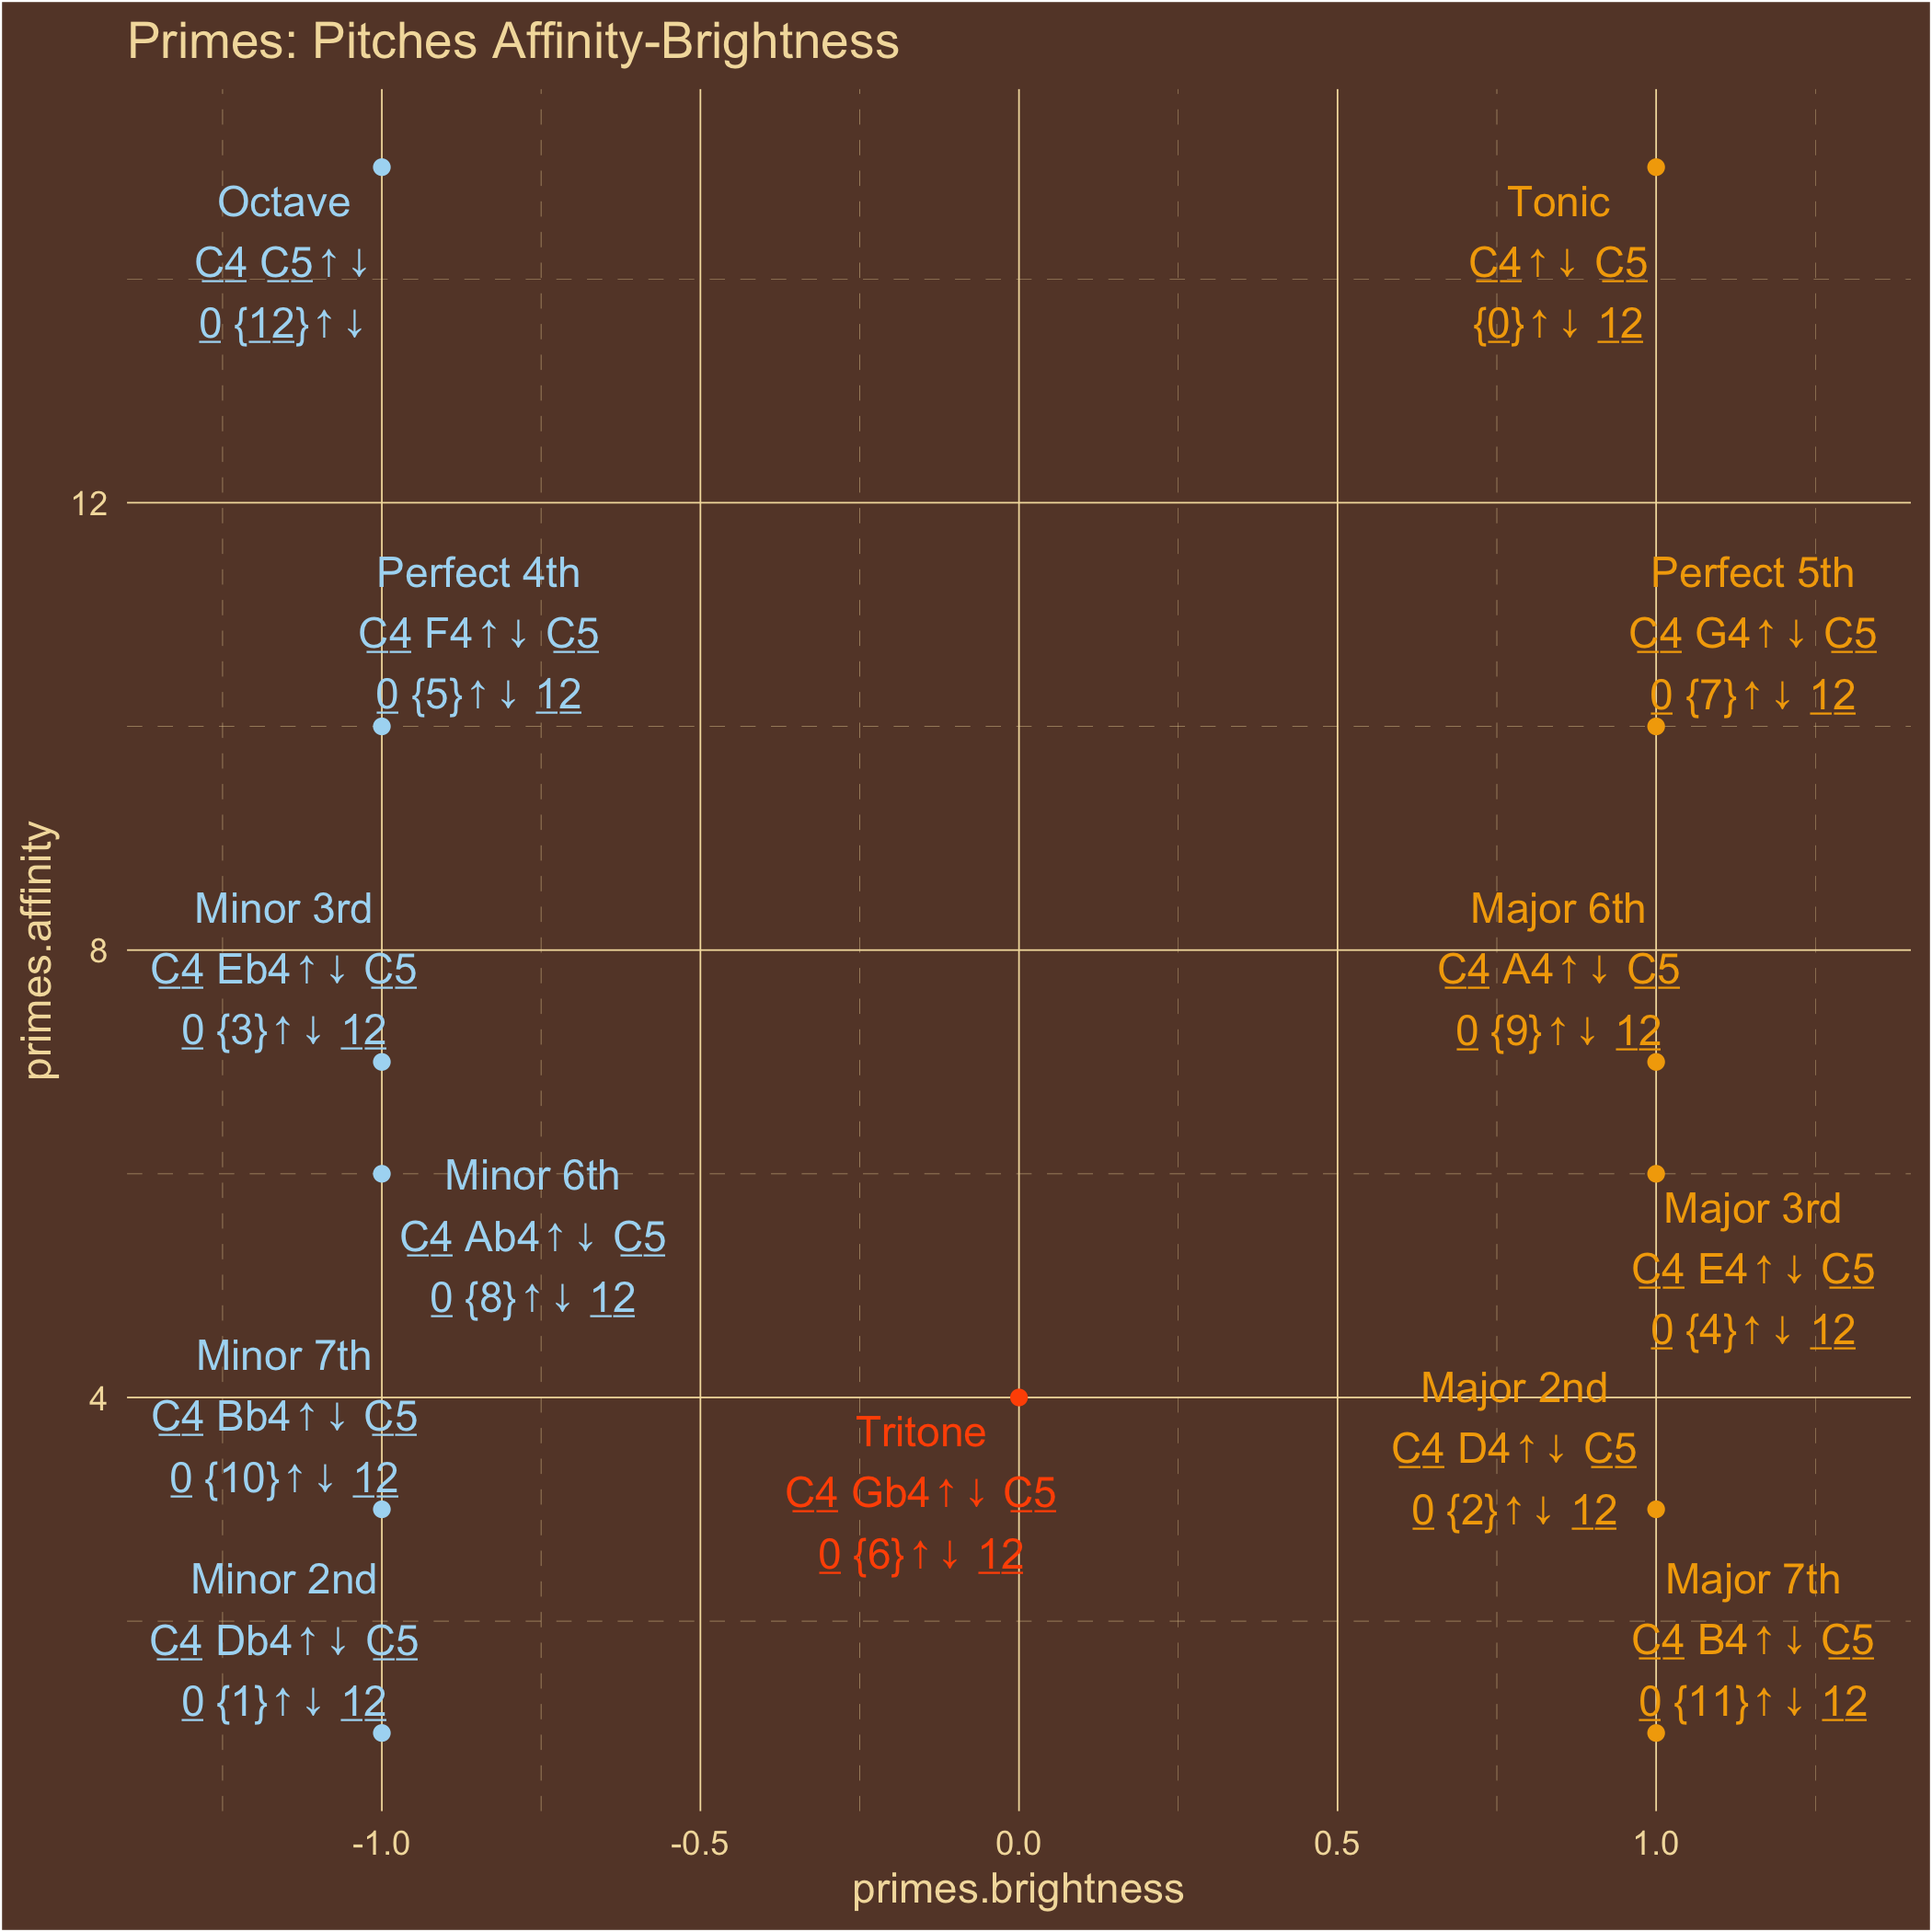 Primes: Pitches Affinity-Brightness
Octave
C4 C5↑↓
0 {12}↑↓
Tonic
C4↑↓ C5
{0}↑↓ 12
12
Perfect 4th
C4 F4↑↓ C5
0 {5}↑↓ 12
Perfect 5th
C4 G4↑↓ C5
0 {7}↑↓ 12
primes.affinity
Minor 3rd
C4 Eb4↑↓ C5
0 {3}↑↓ 12
Major 6th
C4 A4↑↓ C5
0 {9}↑↓ 12
8
Minor 6th
C4 Ab4↑↓ C5
0 {8}↑↓ 12
Major 3rd
C4 E4↑↓ C5
0 {4}↑↓ 12
Minor 7th
C4 Bb4↑↓ C5
0 {10}↑↓ 12
4
Tritone
C4 Gb4↑↓ C5
0 {6}↑↓ 12
Major 2nd
C4 D4↑↓ C5
0 {2}↑↓ 12
Minor 2nd
C4 Db4↑↓ C5
0 {1}↑↓ 12
Major 7th
C4 B4↑↓ C5
0 {11}↑↓ 12
-1.0 -0.5 0.0 0.5 1.0
primes.brightness